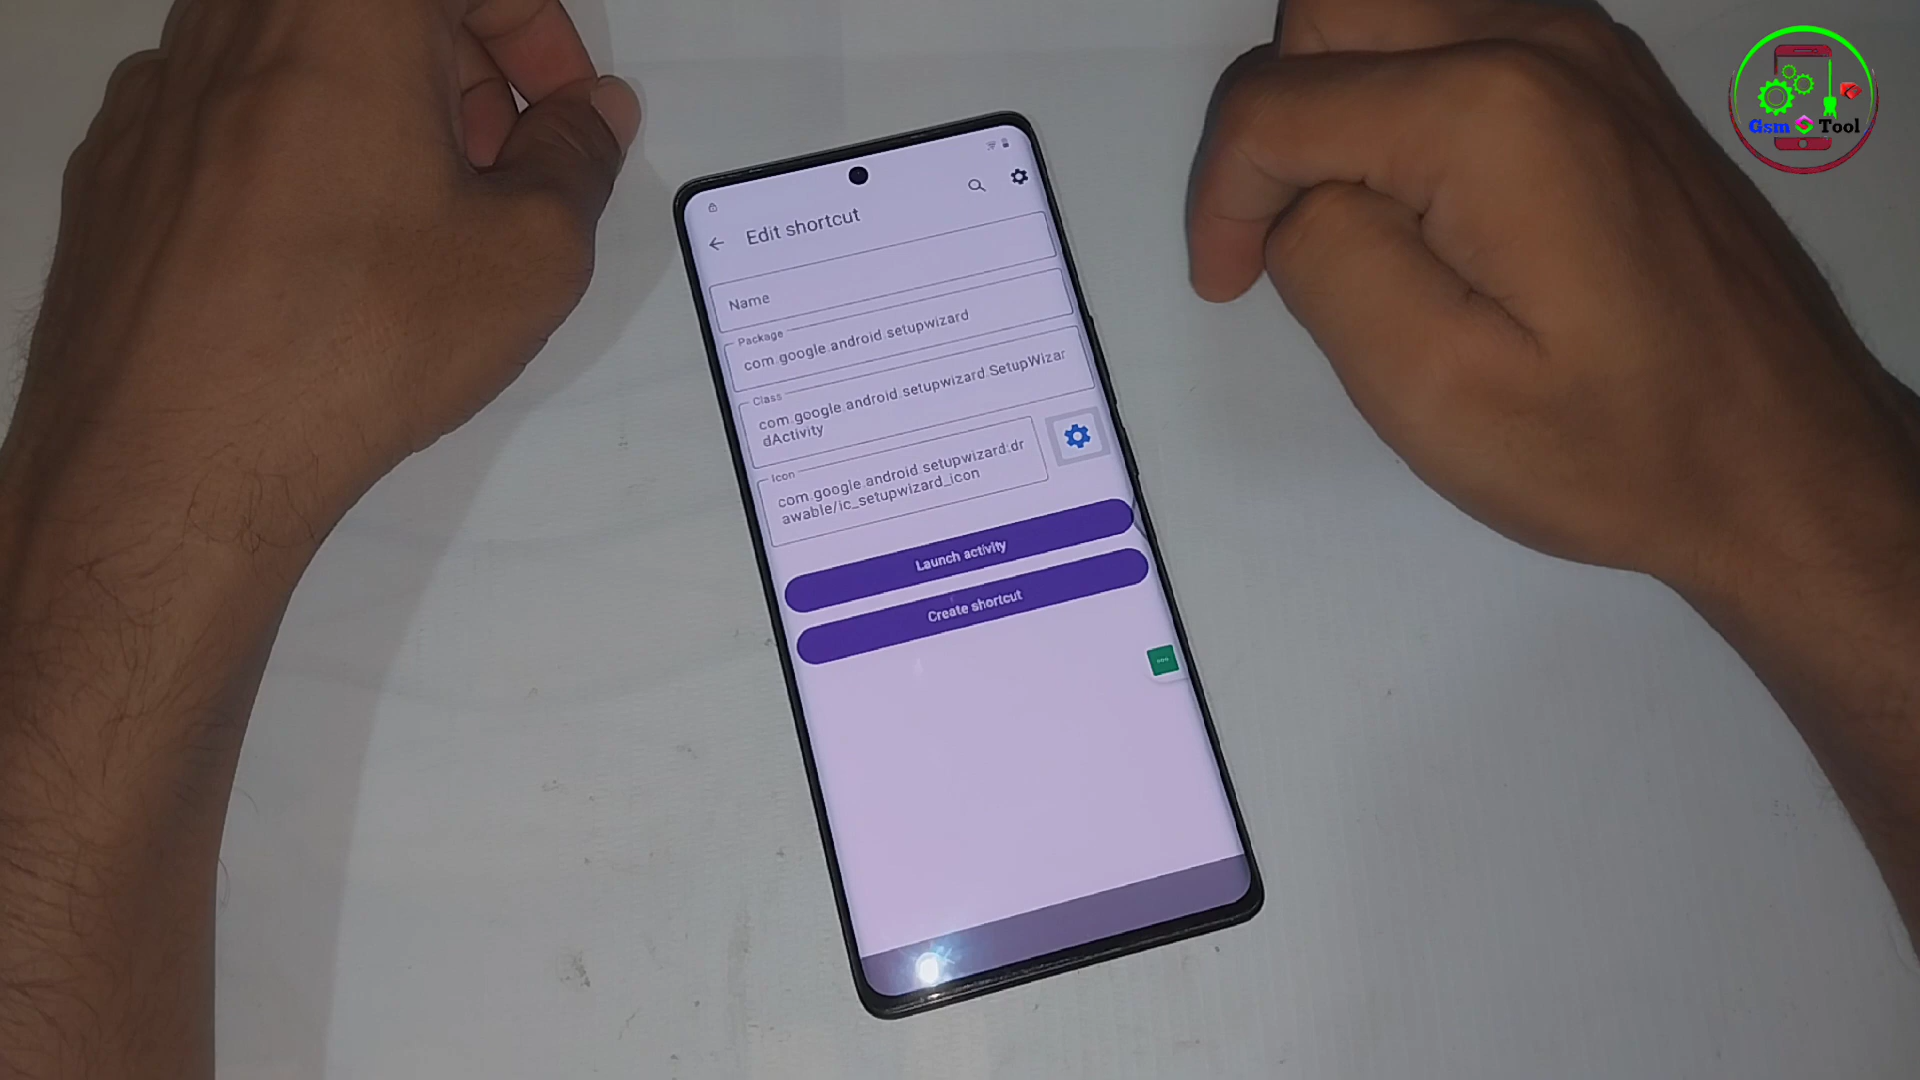 Gsm Tool
Edit shortcut
Name
Package
com.google.android.setupwizard
Class
com.google.android.setupwizard.SetupWizar
dActivity
Icon
com.google.android.setupwizard:dr
awable/ic_setupwizard_icon
Launch activity
Create shortcut